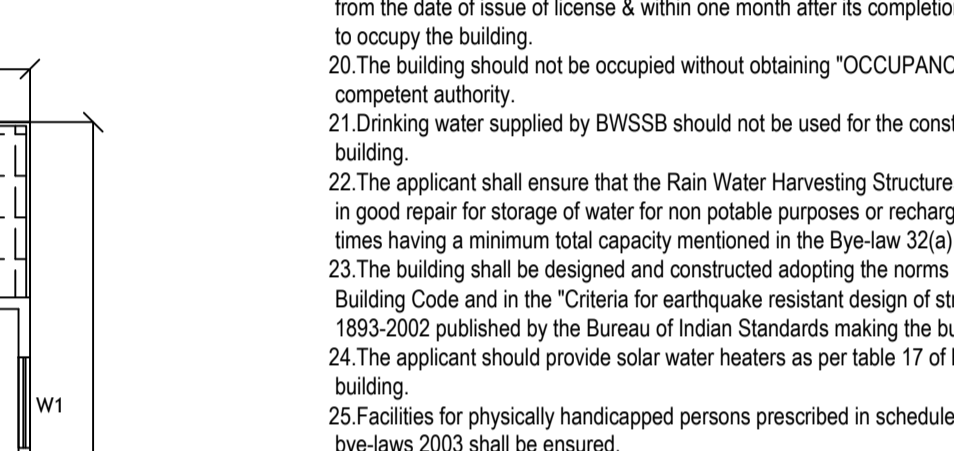 from the date of issue of license & within one month after its
to occupy the building.
20.The building should not be occupied without obtaining
competent authority.
21.Drinking water supplied by BWSSB should not be used for the
building.
22.The applicant shall ensure that the Rain Water Harvesting Structure
in good repair for storage of water for non potable purposes or
times having a minimum total capacity mentioned in the Bye-law 32(a)
23.The building shall be designed and constructed adopting the norms
Building Code and in the "Criteria for earthquake resistant design of
1893-2002 published by the Bureau of Indian Standards making the
24.The applicant should provide solar water heaters as per table 17 of
building.
W1
25.Facilities for physically handicapped persons prescribed in schedule
bye-laws 2003 shall be ensured.